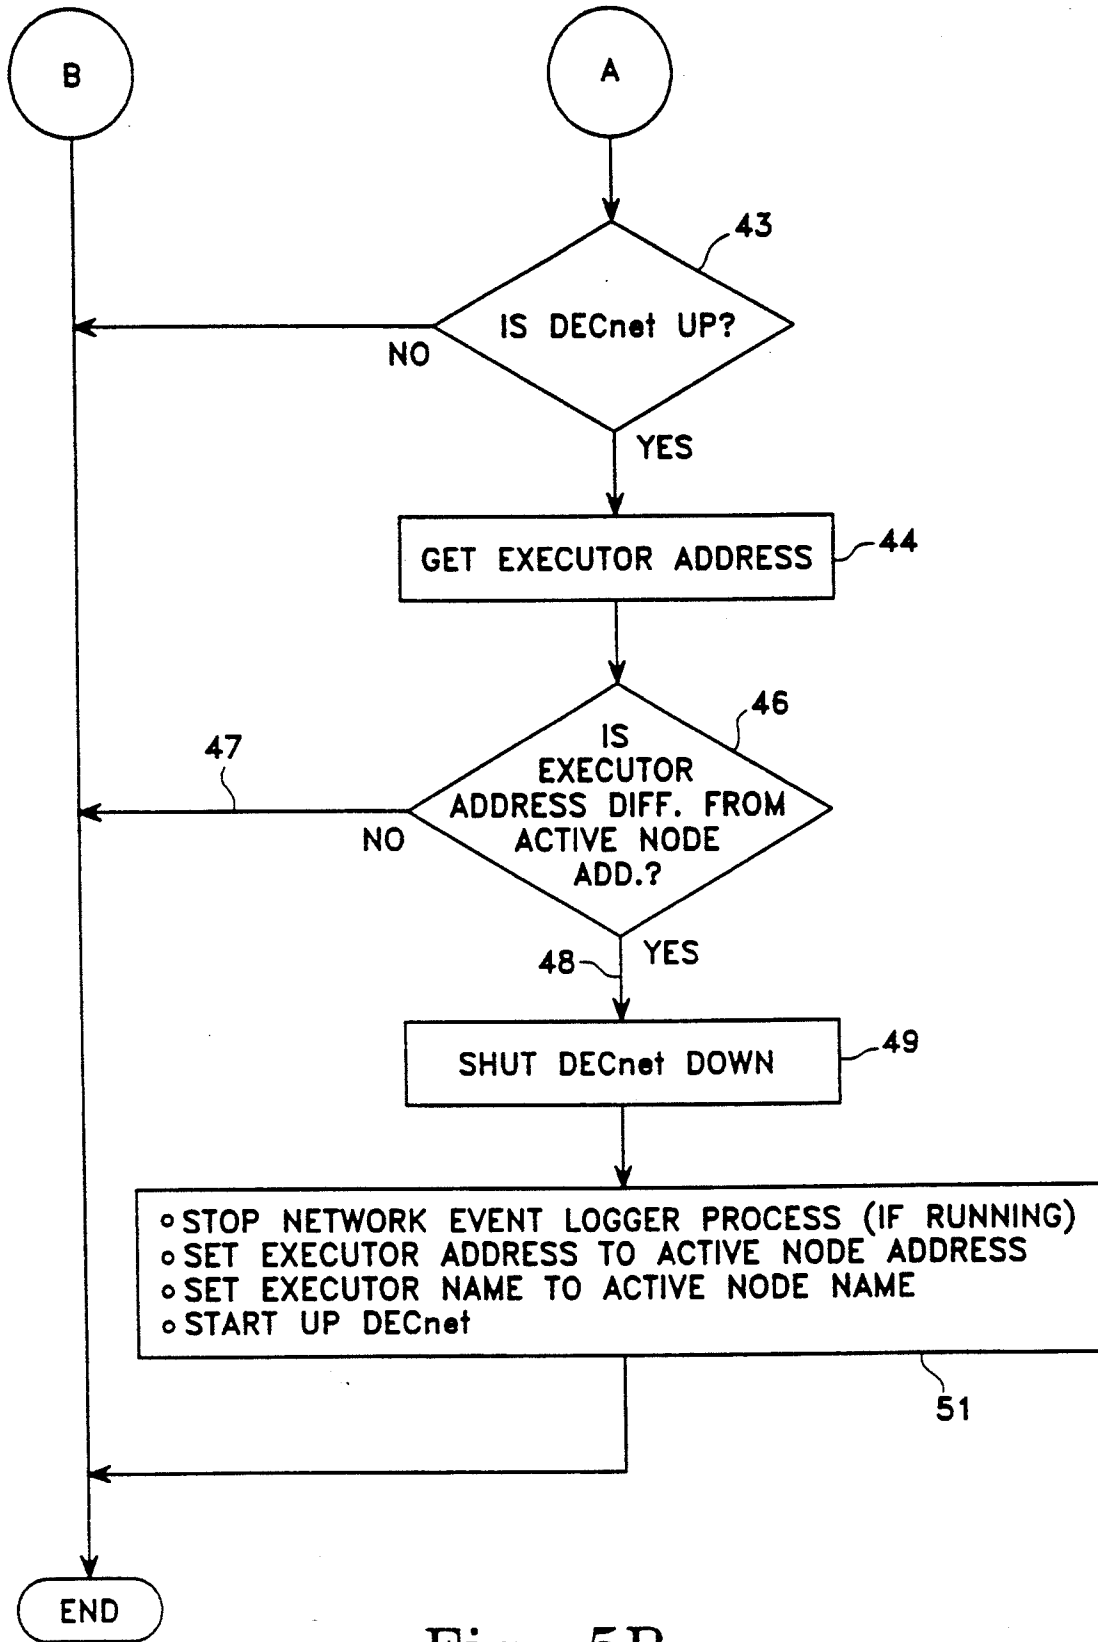 B
A
43
IS DECnet UP?
NO
YES
GET EXECUTOR ADDRESS
44
46
IS
EXECUTOR
ADDRESS DIFF. FROM
ACTIVE NODE
ADD.?
47
NO
YES
48
SHUT DECnet DOWN
49
∘ STOP NETWORK EVENT LOGGER PROCESS (IF RUNNING)
∘ SET EXECUTOR ADDRESS TO ACTIVE NODE ADDRESS
∘ SET EXECUTOR NAME TO ACTIVE NODE NAME
∘ START UP DECnet
51
END
Fig. 5B